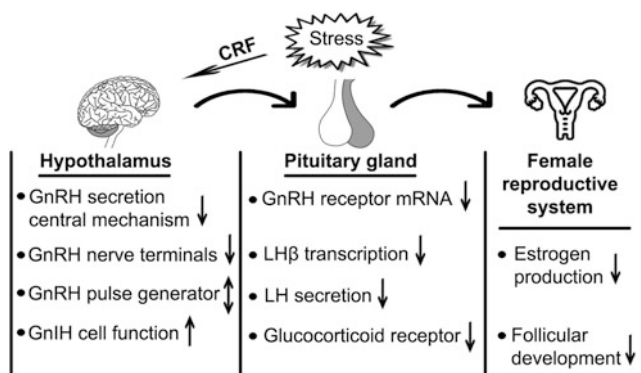 Stress
CRF
Hypothalamus
• GnRH secretion
central mechanism ↓
• GnRH nerve terminals ↓
• GnRH pulse generator ↕
• GnIH cell function ↑
Pituitary gland
• GnRH receptor mRNA ↓
• LHβ transcription ↓
• LH secretion ↓
• Glucocorticoid receptor ↓
Female
reproductive
system
• Estrogen
production ↓
• Follicular
development ↓